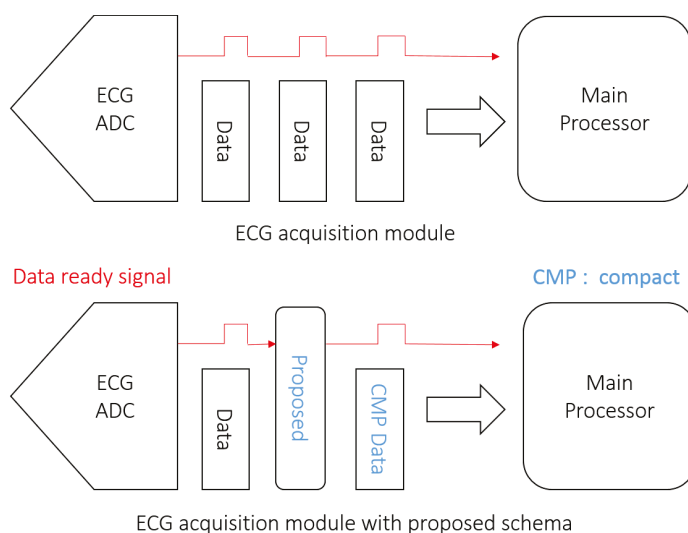 ECG
ADC
Data
Data
Data
Main
Processor
ECG acquisition module
Data ready signal
CMP : compact
ECG
ADC
Data
Proposed
CMP Data
Main
Processor
ECG acquisition module with proposed schema